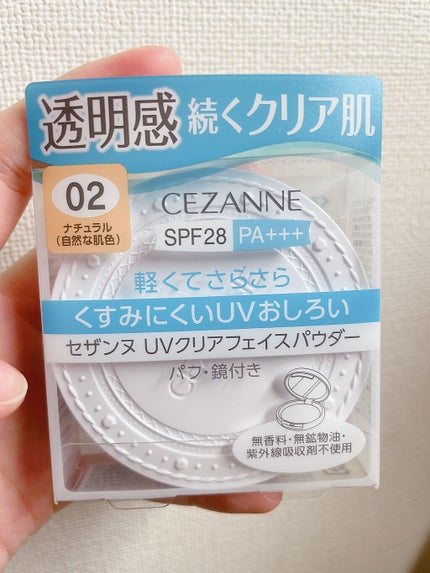 透明感 続くクリア肌
02
ナチュラル
(自然な肌色)
CEZANNE
SPF28 PA+++
軽くてさらさら
くすみにくいUVおしろい
セザンヌ UVクリアフェイスパウダー
パフ・鏡付き
無香料・無鉱物油・
紫外線吸収剤不使用